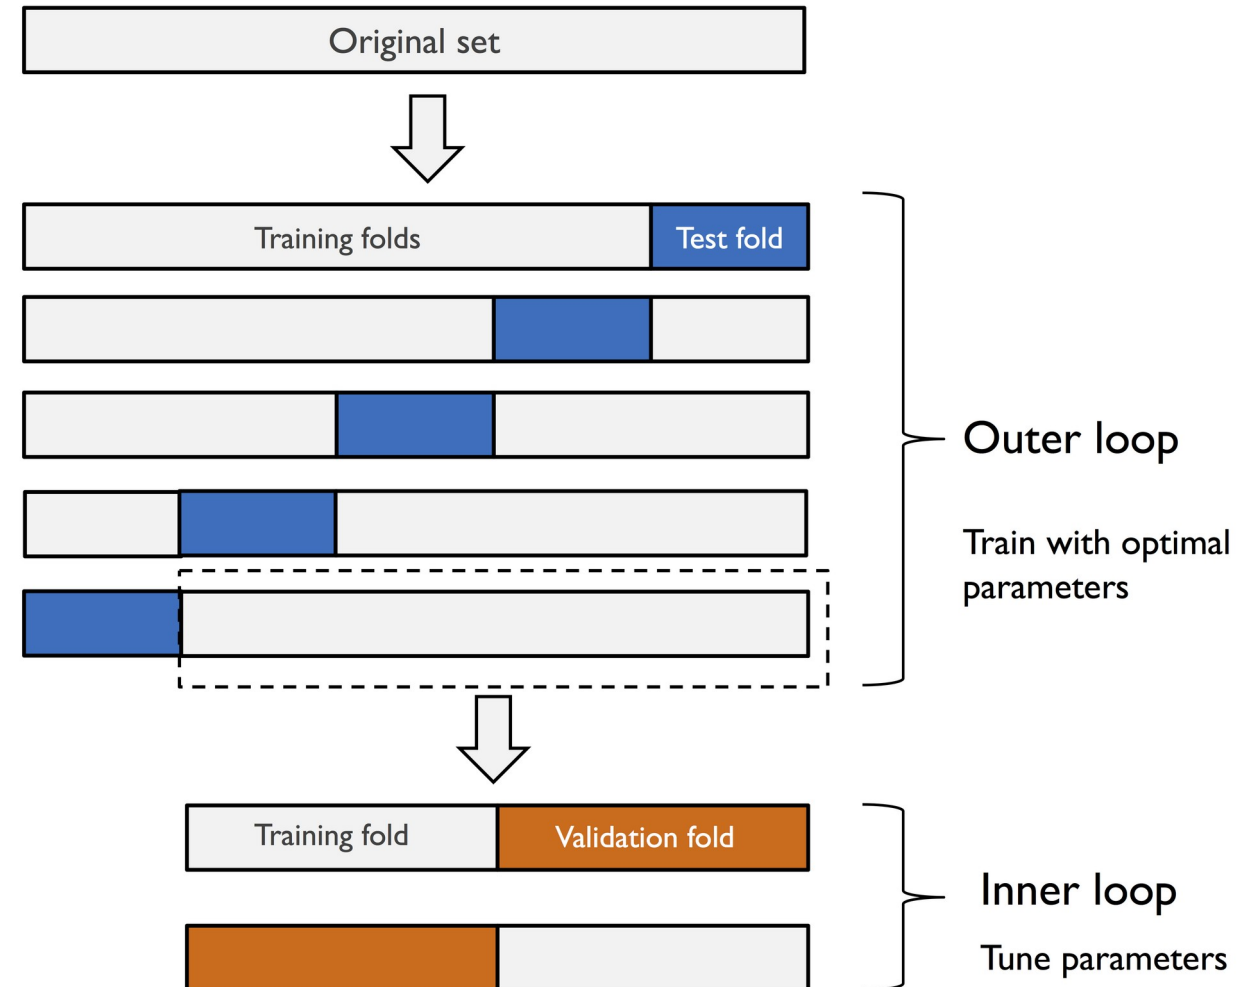 Original set
Training folds
Test fold
Outer loop
Train with optimal
parameters
Training fold
Validation fold
Inner loop
Tune parameters